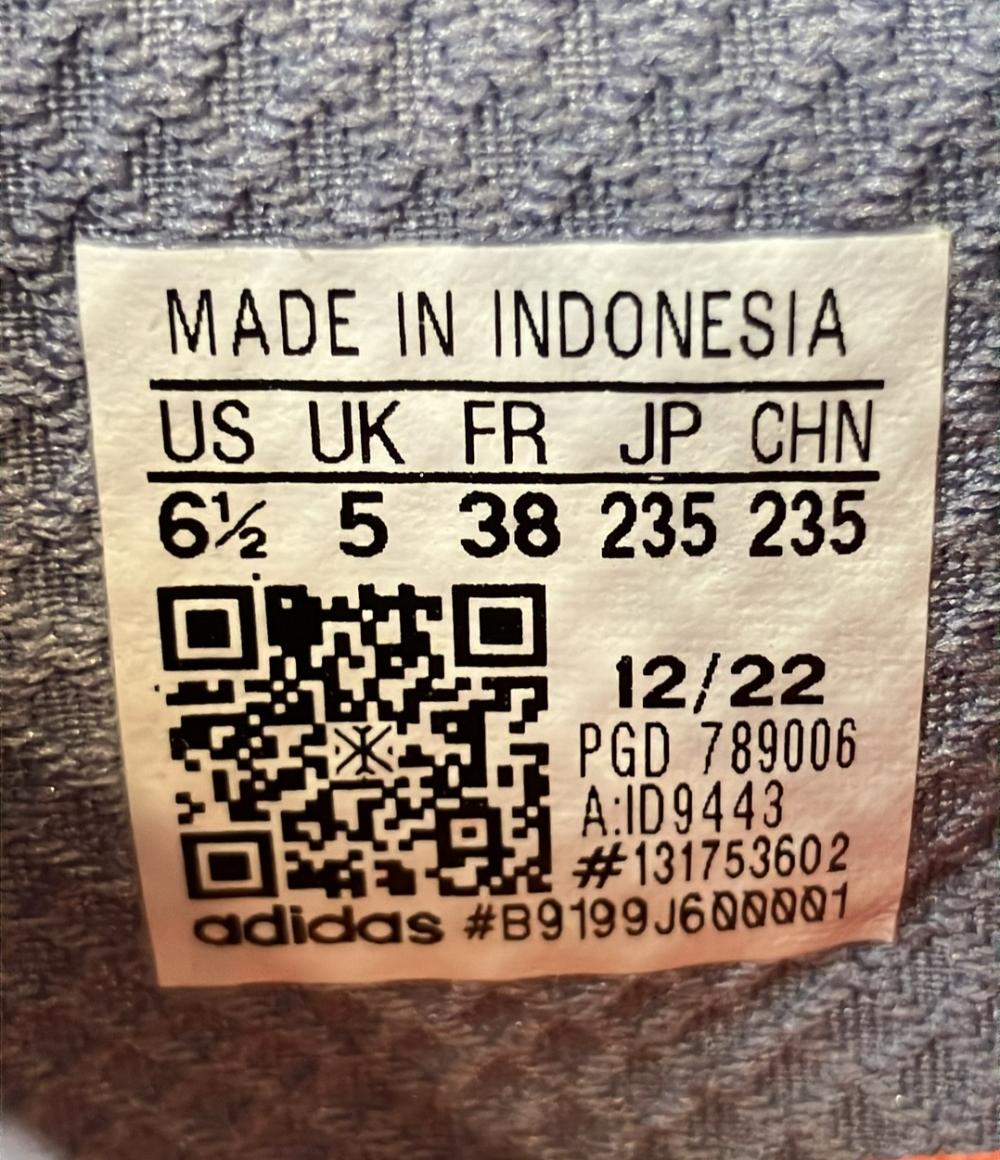 MADE IN INDONESIA
US UK FR JP CHN
6½ 5 38 235 235
12/22
PGD 789006
A:ID9443
#131753602
adidas #B9199J600001